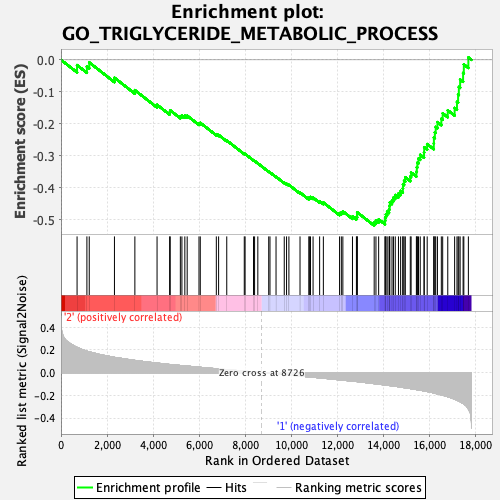 Enrichment plot:
GO_TRIGLYCERIDE_METABOLIC_PROCESS
Enrichment score (ES)
0.0
-0.1
-0.2
-0.3
-0.4
-0.5
Ranked list metric (Signal2Noise)
'2' (positively correlated)
0.4
0.2
0.0
-0.2
-0.4
Zero cross at 8726
'1' (negatively correlated)
0
2,000
4,000
6,000
8,000
10,000
12,000
14,000
16,000
18,000
Rank in Ordered Dataset
Enrichment profile
Hits
Ranking metric scores